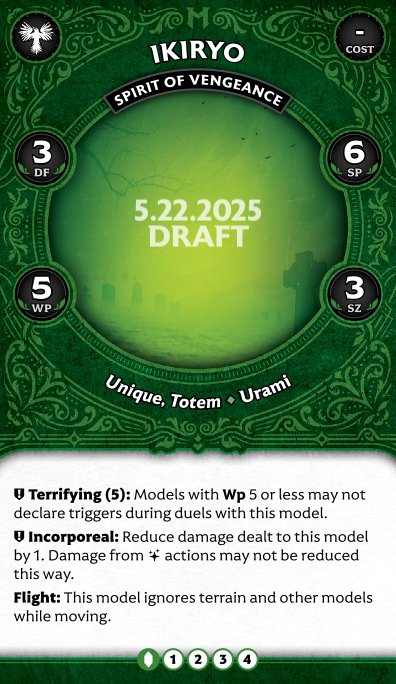 -
COST
IKIRYO
SPIRIT OF VENGEANCE
3
DF
6
SP
5.22.2025
DRAFT
5
WP
3
SZ
Unique, Totem ◆ Urami
Terrifying (5): Models with Wp 5 or less may not
declare triggers during duels with this model.
Incorporeal: Reduce damage dealt to this model
by 1. Damage from actions may not be reduced
this way.
Flight: This model ignores terrain and other models
while moving.
1 2 3 4